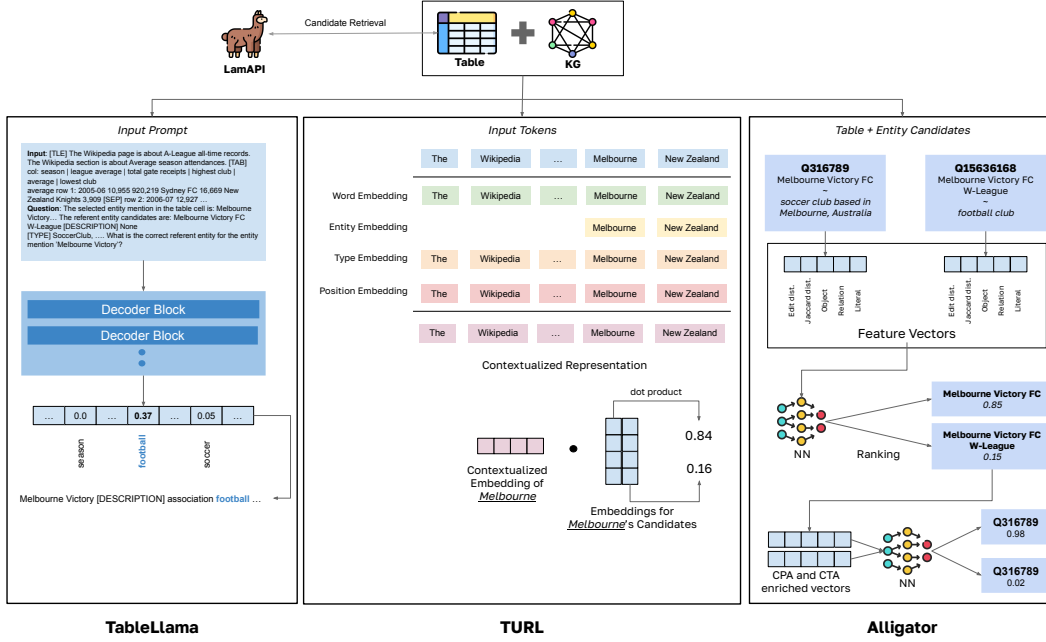 Candidate Retrieval
LamAPI
Table
KG
Input Prompt
Input: [TLE] The Wikipedia page is about A-League all-time records.
The Wikipedia section is about Average season attendances. [TAB]
col: season | league average | total gate receipts | highest club |
average | lowest club
average row 1: 2005-06 10,955 920,219 Sydney FC 16,669 New
Zealand Knights 3,909 [SEP] row 2: 2006-07 12,927 ...
Question: The selected entity mention in the table cell is: Melbourne
Victory... The referent entity candidates are: Melbourne Victory FC
W-League [DESCRIPTION] None
[TYPE] SoccerClub, .... What is the correct referent entity for the entity
mention 'Melbourne Victory'?
Decoder Block
Decoder Block
... 0.0 ... 0.37 ... 0.05 ...
season
football
soccer
Melbourne Victory [DESCRIPTION] association football ...
TableLlama
Input Tokens
The Wikipedia ... Melbourne New Zealand
Word Embedding The Wikipedia ... Melbourne New Zealand
Entity Embedding Melbourne New Zealand
Type Embedding The Wikipedia ... Melbourne New Zealand
Position Embedding The Wikipedia ... Melbourne New Zealand
The Wikipedia ... Melbourne New Zealand
Contextualized Representation
dot product
0.84
0.16
Contextualized
Embedding of
Melbourne
Embeddings for
Melbourne's Candidates
TURL
Table + Entity Candidates
Q316789
Melbourne Victory FC
~
soccer club based in
Melbourne, Australia
Q15636168
Melbourne Victory FC
W-League
~
football club
Edit dist.
Jaccard dist.
Object
Relation
Literal
Edit dist.
Jaccard dist.
Object
Relation
Literal
Feature Vectors
NN
Ranking
Melbourne Victory FC
0.85
Melbourne Victory FC
W-League
0.15
CPA and CTA
enriched vectors
NN
Q316789
0.98
Q316789
0.02
Alligator